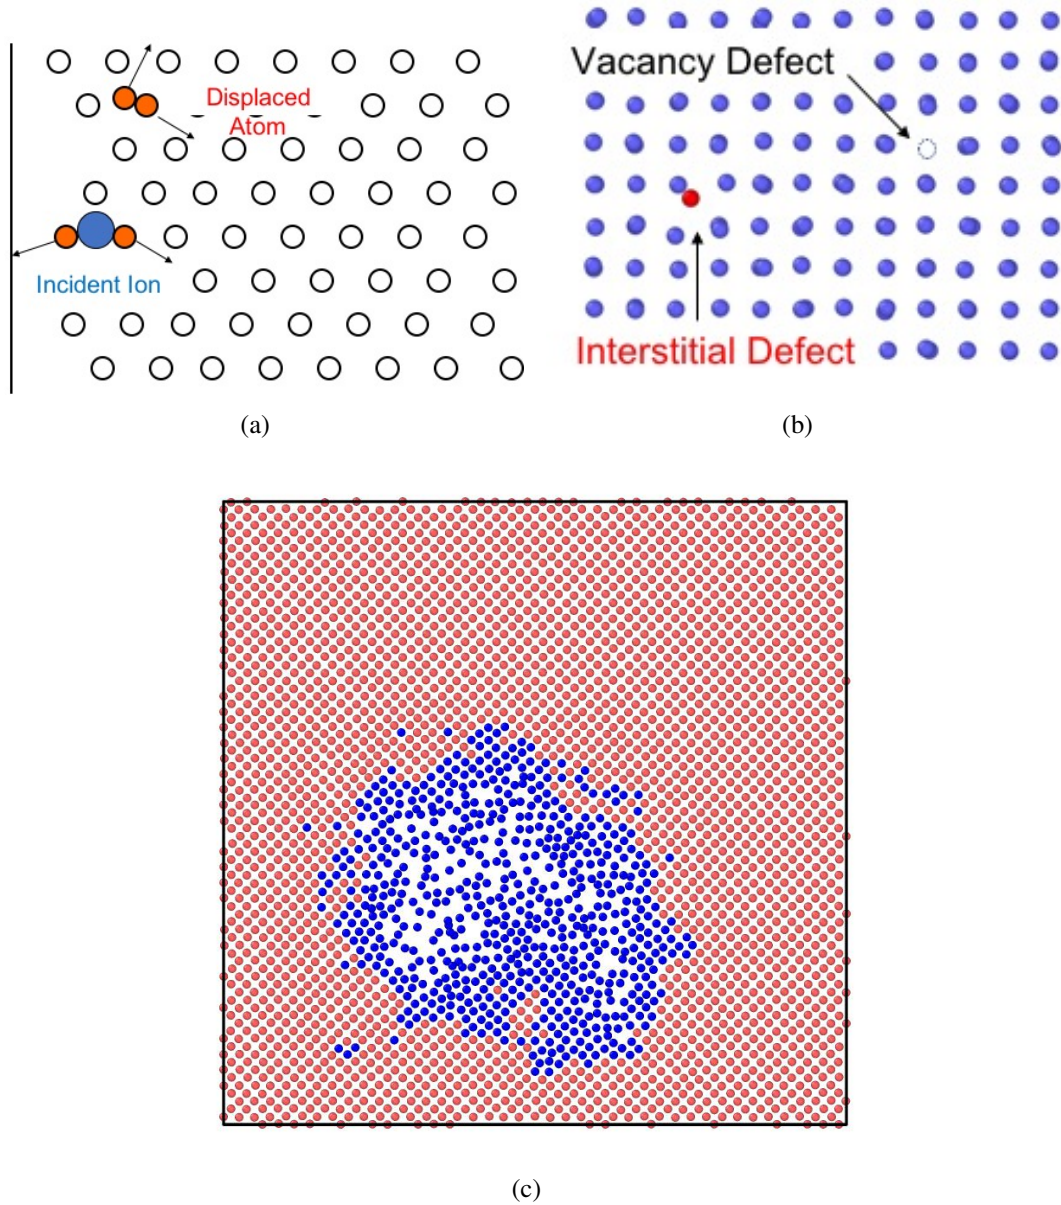 Displaced
Atom
Incident Ion
(a)
Vacancy Defect
Interstitial Defect
(b)
(c)